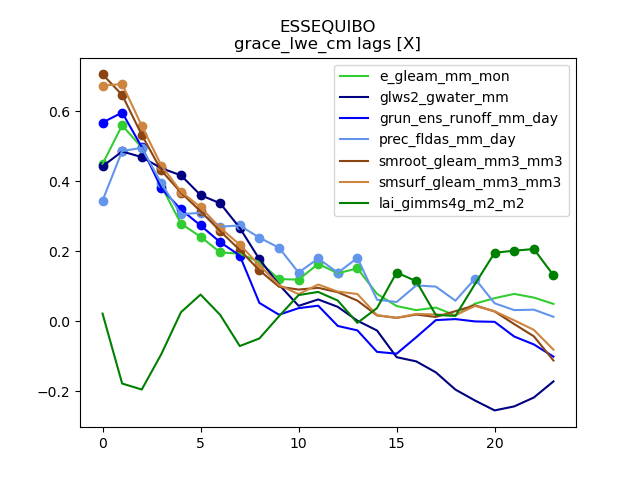 ESSEQUIBO
grace_lwe_cm lags [X]
e_gleam_mm_mon
glws2_gwater_mm
grun_ens_runoff_mm_day
prec_fldas_mm_day
smroot_gleam_mm3_mm3
smsurf_gleam_mm3_mm3
lai_gimms4g_m2_m2
0.6
0.4
0.2
0.0
−0.2
0 5 10 15 20